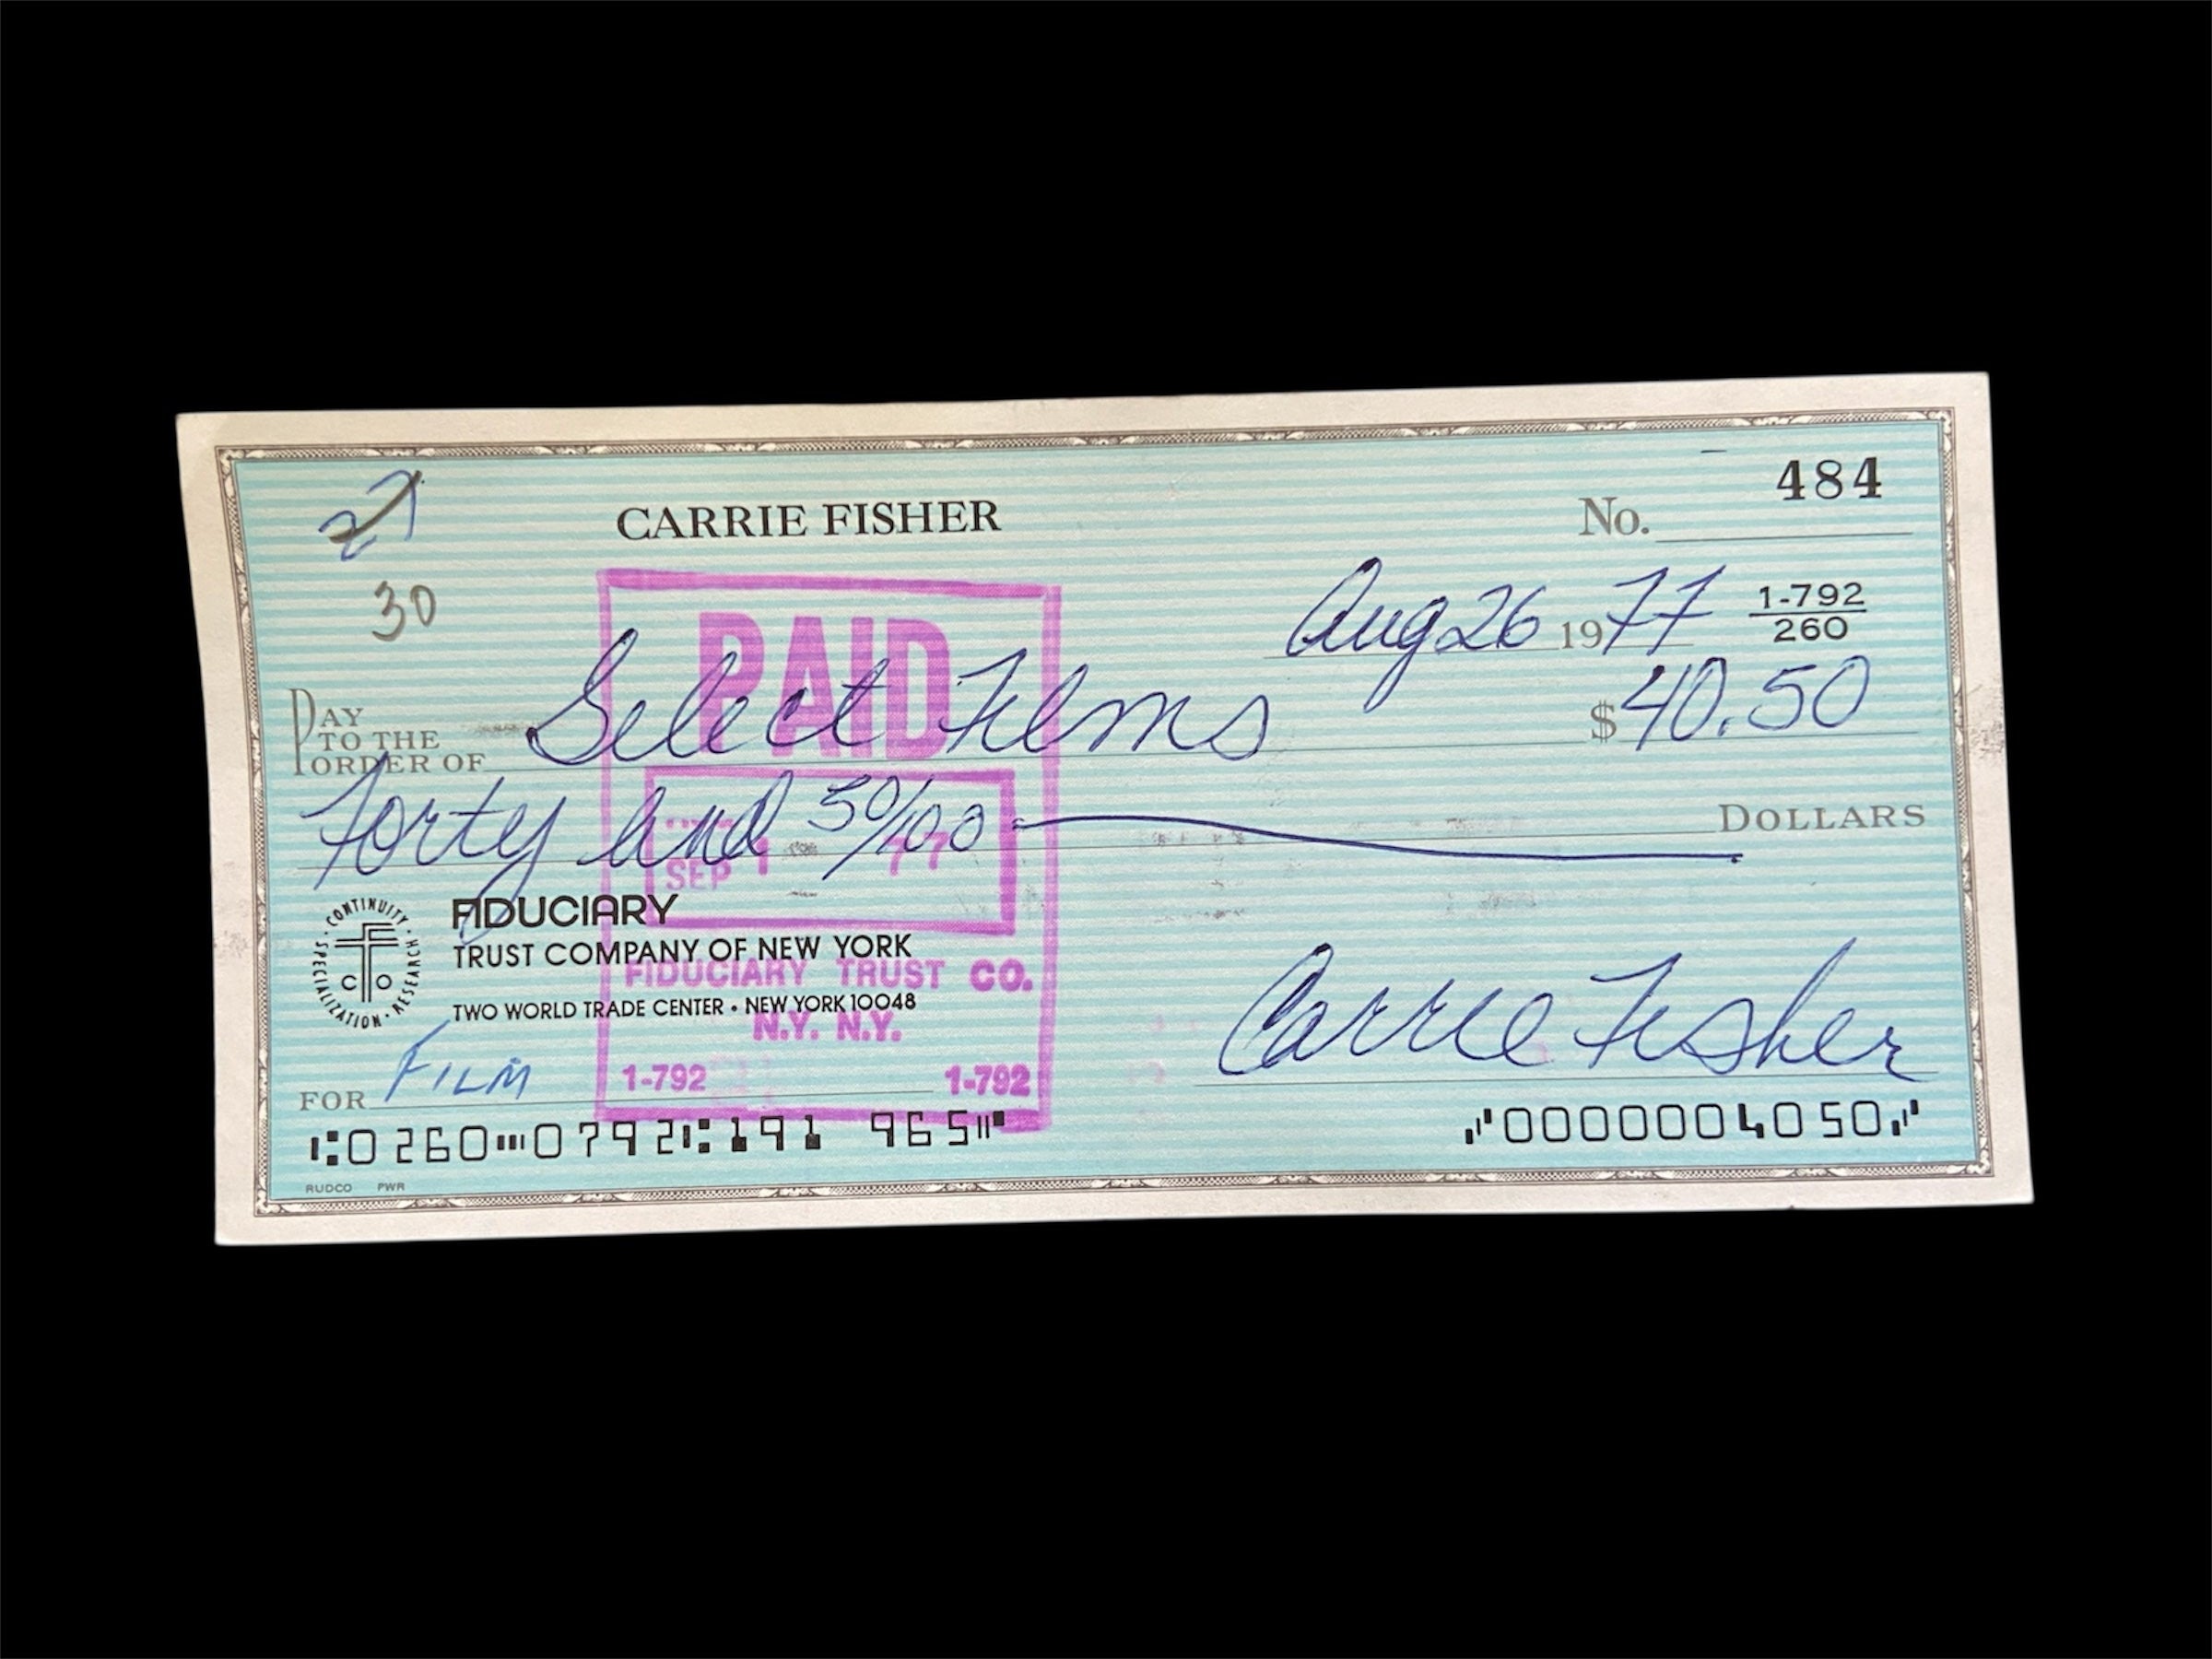 27
30
CARRIE FISHER
No. 484
Aug 26 1977
1-792
260
PAY
TO THE
ORDER OF Select Films $40.50
Forty and 50/100 DOLLARS
PAID
SEP 1 77
FIDUCIARY TRUST CO.
N.Y. N.Y.
1-792 1-792
CONTINUITY · RESEARCH · SPECIALIZATION ·
F CO
FIDUCIARY
TRUST COMPANY OF NEW YORK
TWO WORLD TRADE CENTER • NEW YORK 10048
Carrie Fisher
FOR FILM
⑆0260⑉0792⑆191 965⑈ ⑇0000004050⑇
RUDCO PWR